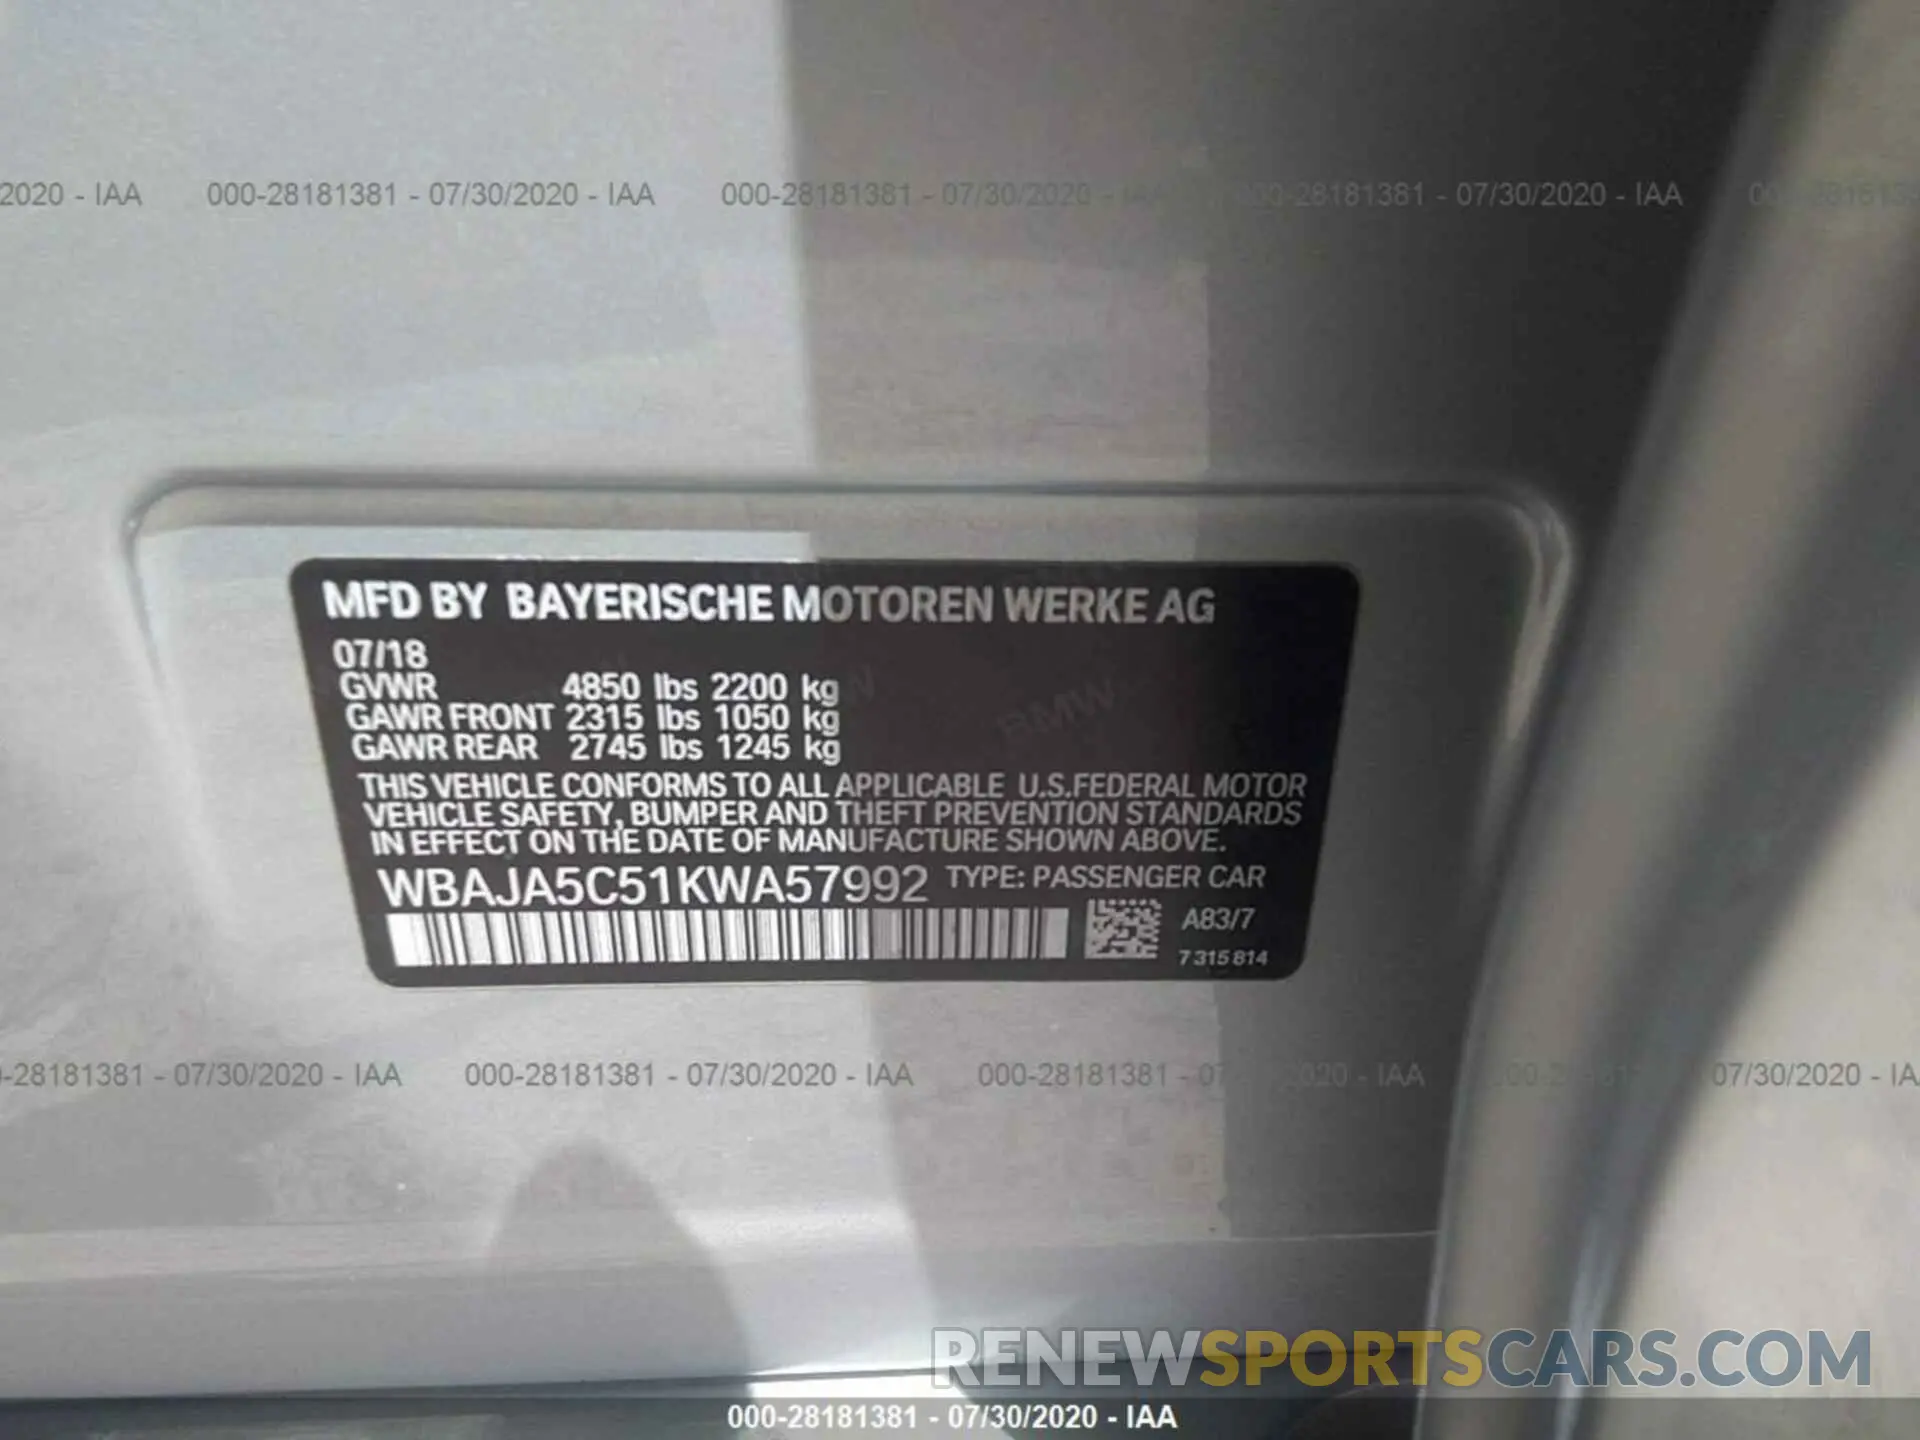 2020 - IAA 000-28181381 - 07/30/2020 - IAA 000-28181381 - 07/30/2020 - IAA 000-28181381 - 07/30/2020 - IAA
MFD BY BAYERISCHE MOTOREN WERKE AG
07/18
GVWR 4850 lbs 2200 kg
GAWR FRONT 2315 lbs 1050 kg
GAWR REAR 2745 lbs 1245 kg
THIS VEHICLE CONFORMS TO ALL APPLICABLE U.S.FEDERAL MOTOR
VEHICLE SAFETY, BUMPER AND THEFT PREVENTION STANDARDS
IN EFFECT ON THE DATE OF MANUFACTURE SHOWN ABOVE.
WBAJA5C51KWA57992 TYPE: PASSENGER CAR
A83/7
7315814
-28181381 - 07/30/2020 - IAA 000-28181381 - 07/30/2020 - IAA 000-28181381 - 07/30/2020 - IAA 07/30/2020 - IA
RENEWSPORTSCARS.COM
000-28181381 - 07/30/2020 - IAA